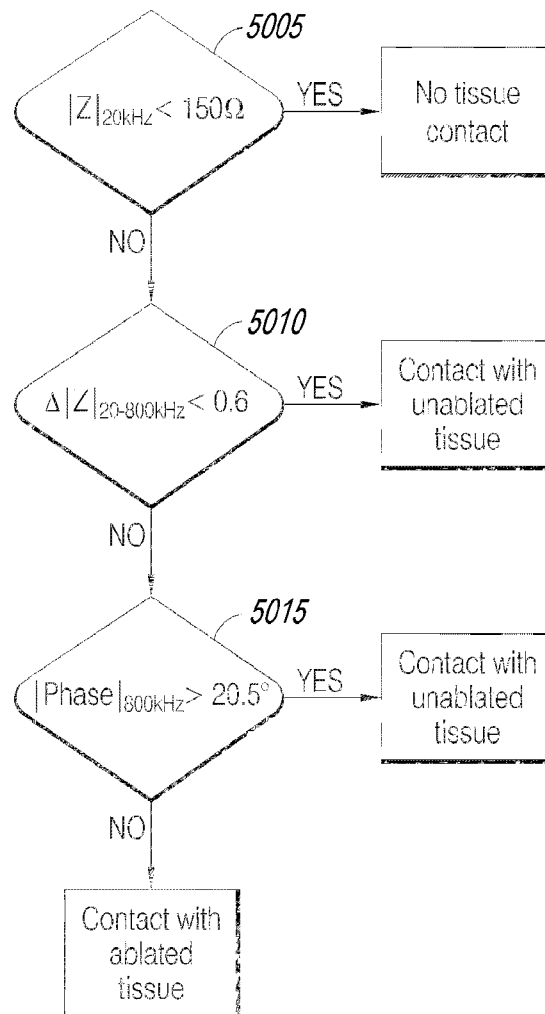 5005
|Z|20kHz < 150Ω
YES
No tissue
contact
NO
5010
Δ|Z|20-800kHz < 0.6
YES
Contact with
unablated
tissue
NO
5015
|Phase|800kHz > 20.5°
YES
Contact with
unablated
tissue
NO
Contact with
ablated
tissue